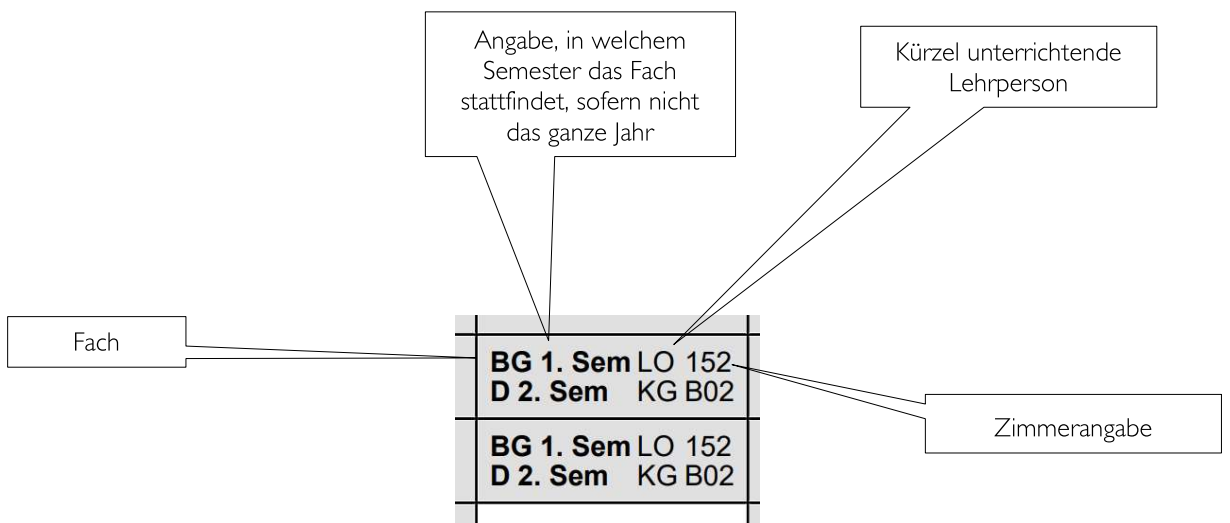 Angabe, in welchem
Semester das Fach
stattfindet, sofern nicht
das ganze Jahr
Kürzel unterrichtende
Lehrperson
Fach
BG 1. Sem LO 152
D 2. Sem KG B02
BG 1. Sem LO 152
D 2. Sem KG B02
Zimmerangabe